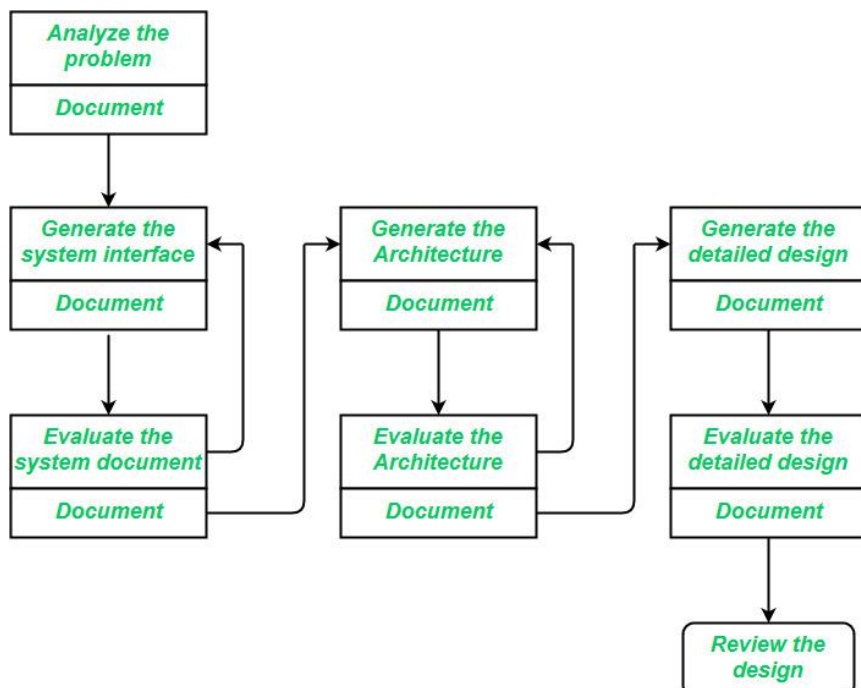 Analyze the
problem
Document
Generate the
system interface
Document
Evaluate the
system document
Document
Generate the
Architecture
Document
Evaluate the
Architecture
Document
Generate the
detailed design
Document
Evaluate the
detailed design
Document
Review the
design